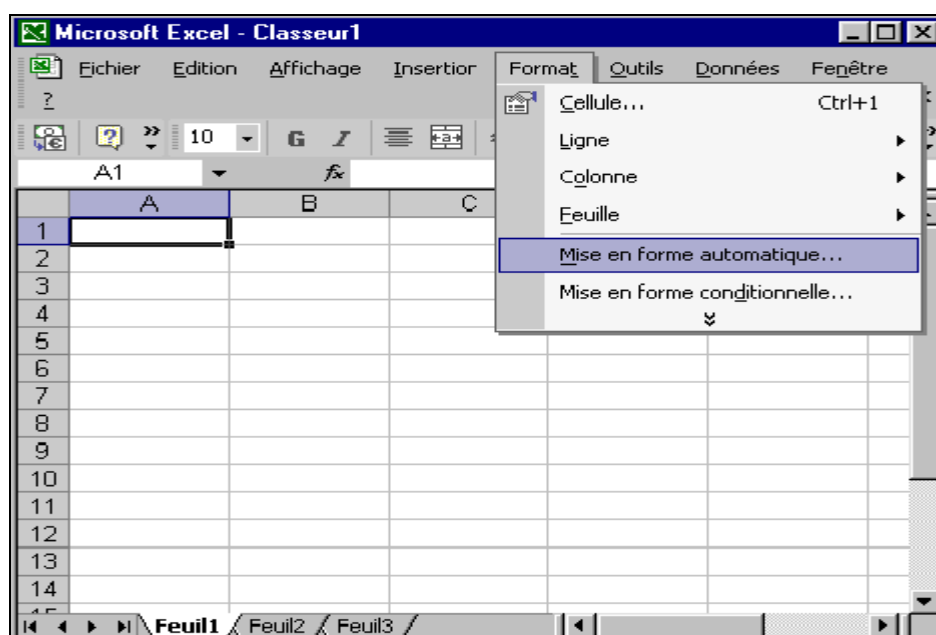 Microsoft Excel - Classeur1
Fichier Edition Affichage Insertion Format Outils Données Fenêtre
?
10 G I
A1 fx
Cellule... Ctrl+1
Ligne
Colonne
Feuille
Mise en forme automatique...
Mise en forme conditionnelle...
A B C
1
2
3
4
5
6
7
8
9
10
11
12
13
14
15
Feuil1 Feuil2 Feuil3